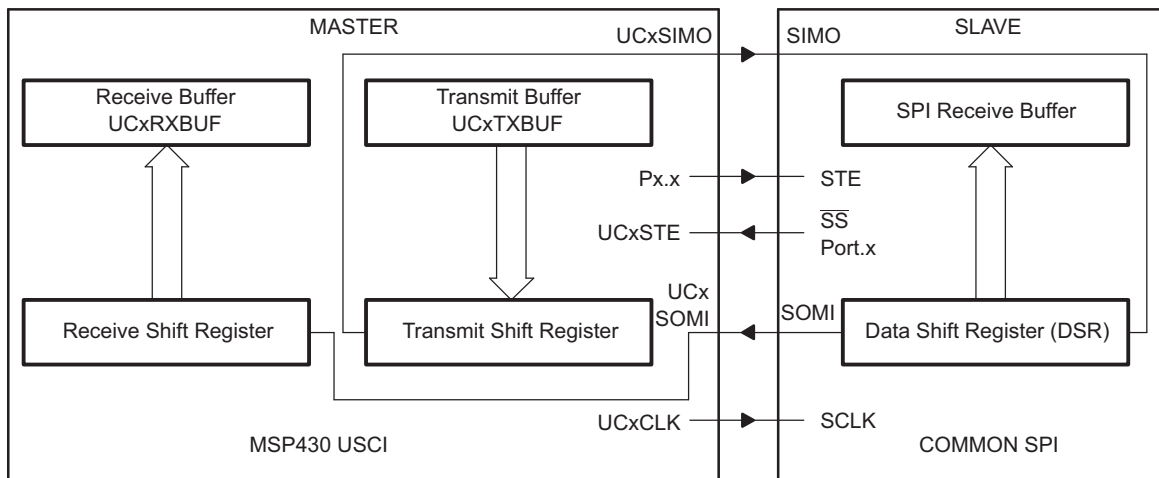 MASTER
UCxSIMO
SIMO
SLAVE
Receive Buffer
UCxRXBUF
Transmit Buffer
UCxTXBUF
SPI Receive Buffer
Px.x
STE
UCxSTE
SS
Port.x
UCx
SOMI
SOMI
Receive Shift Register
Transmit Shift Register
Data Shift Register (DSR)
UCxCLK
SCLK
MSP430 USCI
COMMON SPI